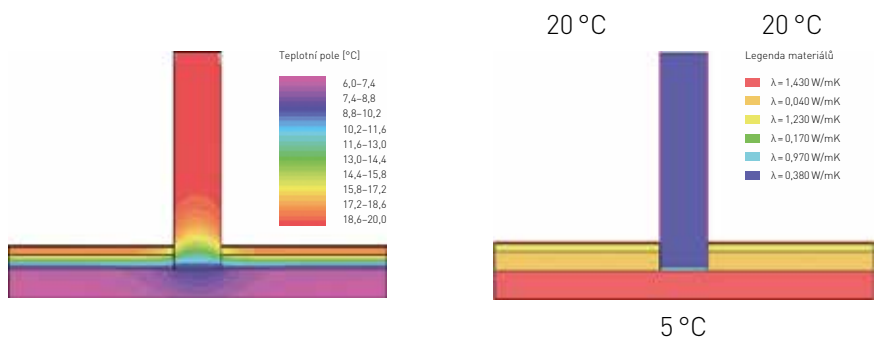 20 °C
20 °C
Teplotní pole [°C]
6,0–7,4
7,4–8,8
8,8–10,2
10,2–11,6
11,6–13,0
13,0–14,4
14,4–15,8
15,8–17,2
17,2–18,6
18,6–20,0
Legenda materiálů
λ = 1,430 W/mK
λ = 0,040 W/mK
λ = 1,230 W/mK
λ = 0,170 W/mK
λ = 0,970 W/mK
λ = 0,380 W/mK
5 °C